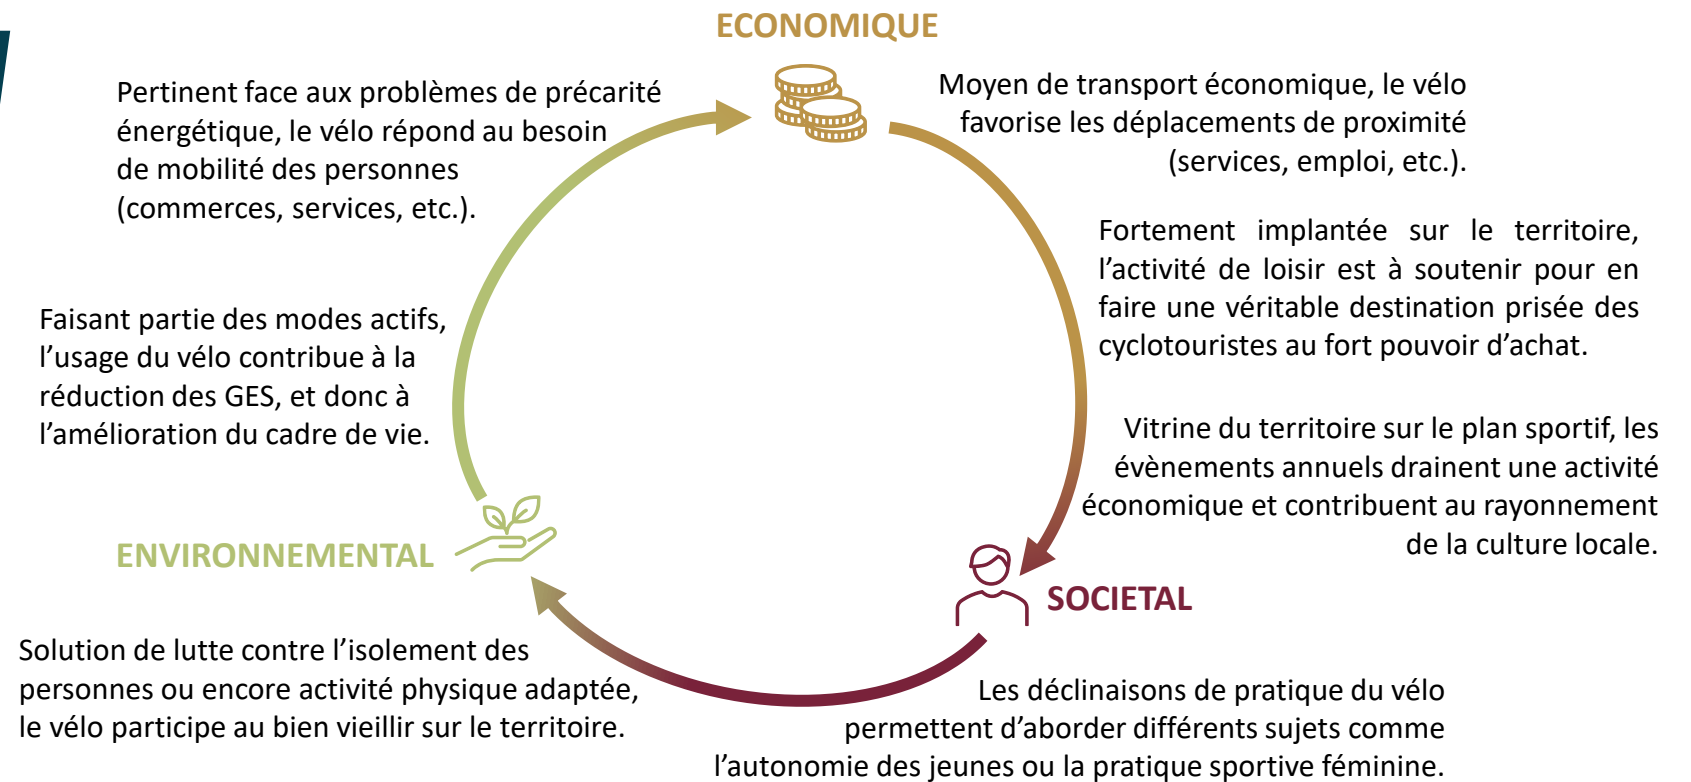 ECONOMIQUE
Pertinent face aux problèmes de précarité
énergétique, le vélo répond au besoin
de mobilité des personnes
(commerces, services, etc.).
Moyen de transport économique, le vélo
favorise les déplacements de proximité
(services, emploi, etc.).
Fortement implantée sur le territoire,
l’activité de loisir est à soutenir pour en
faire une véritable destination prisée des
cyclotouristes au fort pouvoir d’achat.
Faisant partie des modes actifs,
l’usage du vélo contribue à la
réduction des GES, et donc à
l’amélioration du cadre de vie.
Vitrine du territoire sur le plan sportif, les
évènements annuels drainent une activité
économique et contribuent au rayonnement
de la culture locale.
ENVIRONNEMENTAL
SOCIETAL
Solution de lutte contre l’isolement des
personnes ou encore activité physique adaptée,
le vélo participe au bien vieillir sur le territoire.
Les déclinaisons de pratique du vélo
permettent d’aborder différents sujets comme
l’autonomie des jeunes ou la pratique sportive féminine.